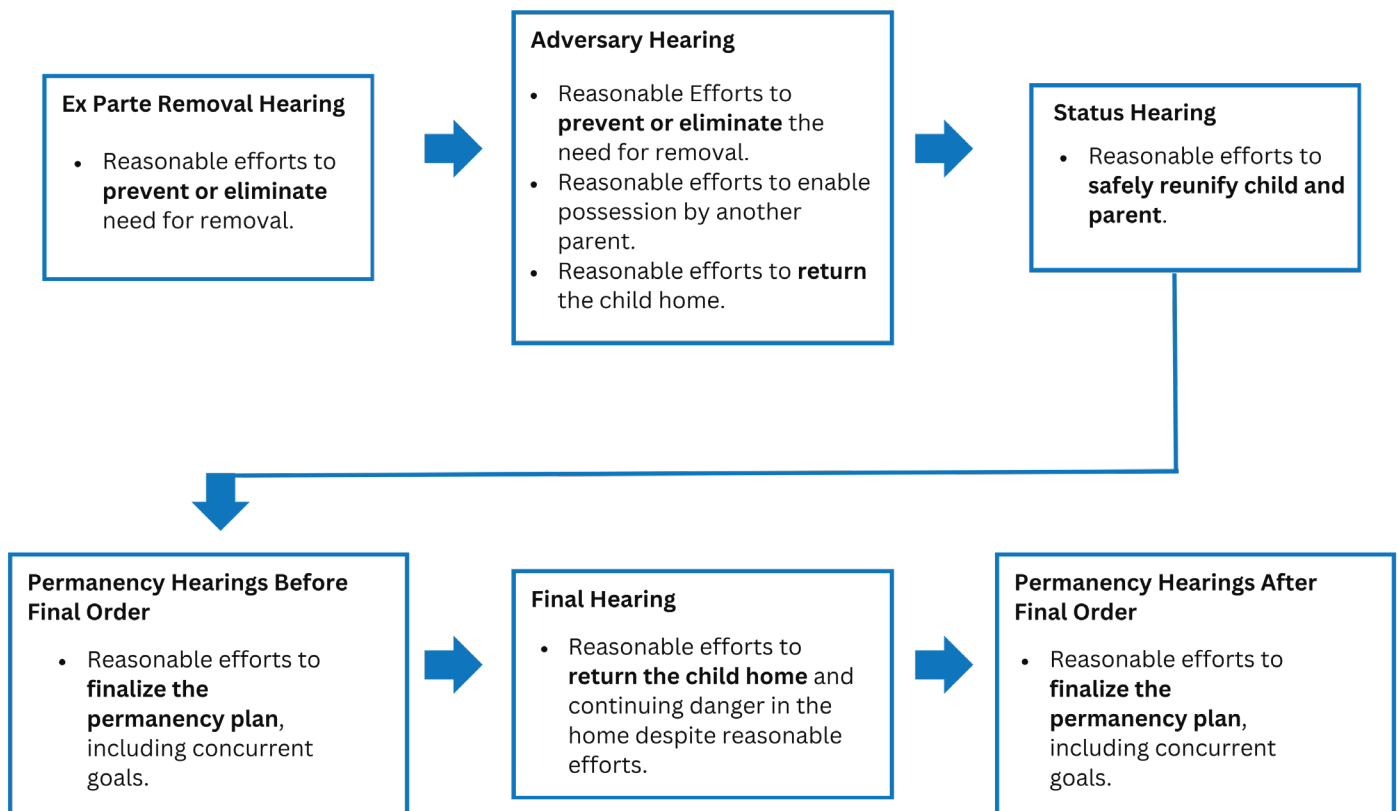 Ex Parte Removal Hearing
• Reasonable efforts to
prevent or eliminate
need for removal.
Adversary Hearing
• Reasonable Efforts to
prevent or eliminate the
need for removal.
• Reasonable efforts to enable
possession by another
parent.
• Reasonable efforts to return
the child home.
Status Hearing
• Reasonable efforts to
safely reunify child and
parent.
Permanency Hearings Before
Final Order
• Reasonable efforts to
finalize the
permanency plan,
including concurrent
goals.
Final Hearing
• Reasonable efforts to
return the child home and
continuing danger in the
home despite reasonable
efforts.
Permanency Hearings After
Final Order
• Reasonable efforts to
finalize the
permanency plan,
including concurrent
goals.